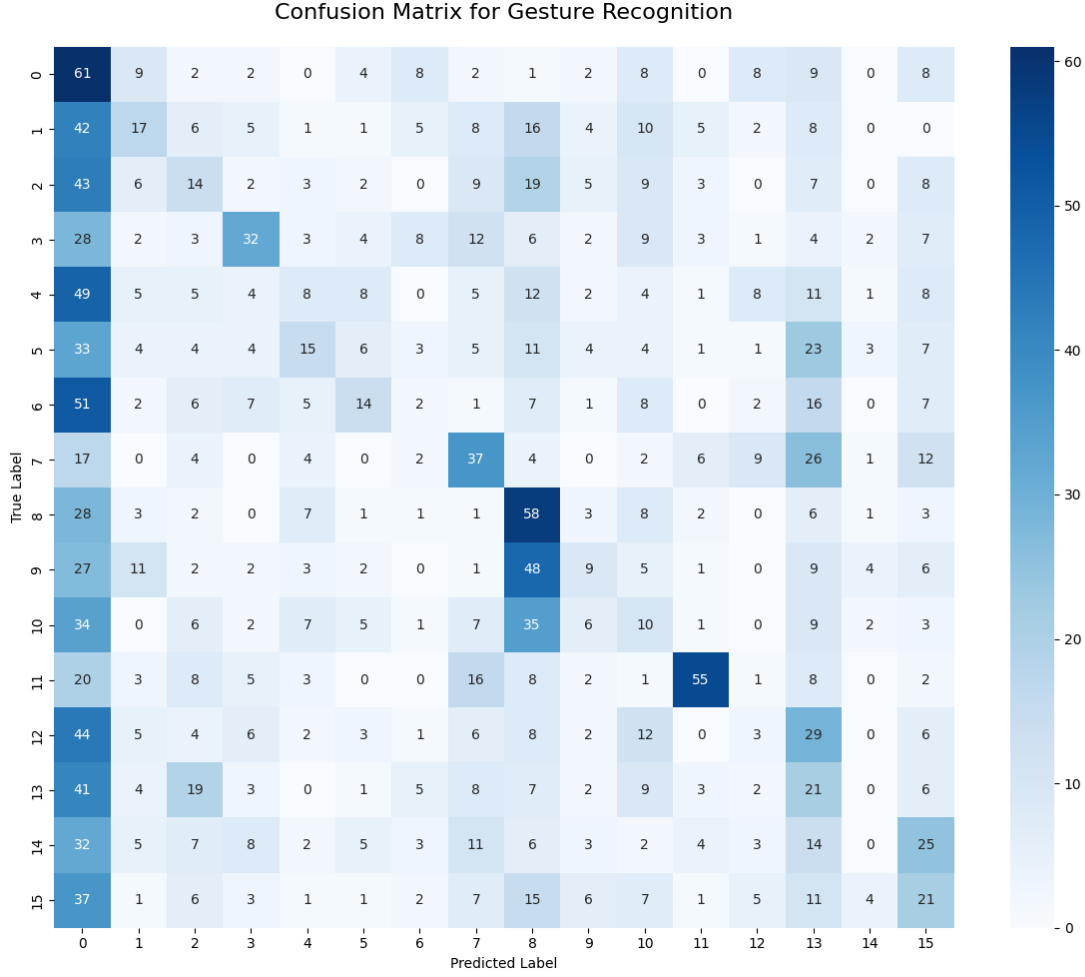 Confusion Matrix for Gesture Recognition
0 61 9 2 2 0 4 8 2 1 2 8 0 8 9 0 8
1 42 17 6 5 1 1 5 8 16 4 10 5 2 8 0 0
2 43 6 14 2 3 2 0 9 19 5 9 3 0 7 0 8
3 28 2 3 32 3 4 8 12 6 2 9 3 1 4 2 7
4 49 5 5 4 8 8 0 5 12 2 4 1 8 11 1 8
5 33 4 4 4 15 6 3 5 11 4 4 1 1 23 3 7
6 51 2 6 7 5 14 2 1 7 1 8 0 2 16 0 7
7 17 0 4 0 4 0 2 37 4 0 2 6 9 26 1 12
8 28 3 2 0 7 1 1 1 58 3 8 2 0 6 1 3
9 27 11 2 2 3 2 0 1 48 9 5 1 0 9 4 6
10 34 0 6 2 7 5 1 7 35 6 10 1 0 9 2 3
11 20 3 8 5 3 0 0 16 8 2 1 55 1 8 0 2
12 44 5 4 6 2 3 1 6 8 2 12 0 3 29 0 6
13 41 4 19 3 0 1 5 8 7 2 9 3 2 21 0 6
14 32 5 7 8 2 5 3 11 6 3 2 4 3 14 0 25
15 37 1 6 3 1 1 2 7 15 6 7 1 5 11 4 21
0 1 2 3 4 5 6 7 8 9 10 11 12 13 14 15
Predicted Label
True Label
60
50
40
30
20
10
0